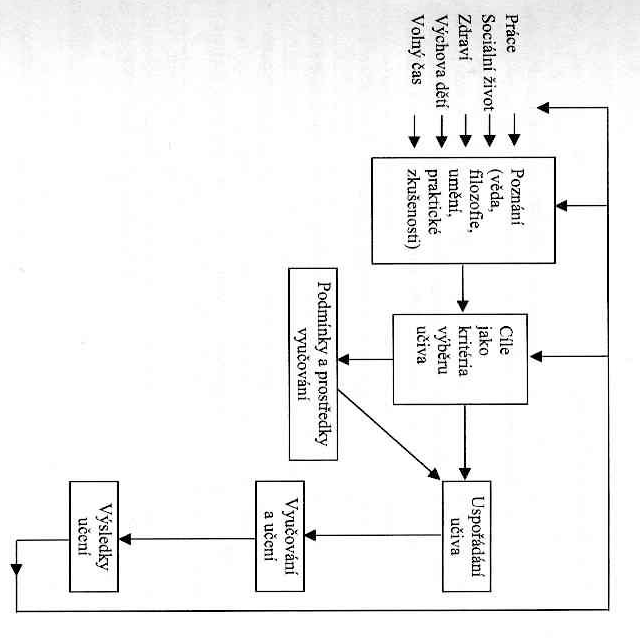 Práce
Sociální život
Zdraví
Výchova dětí
Volný čas
Poznání
(věda,
filozofie,
umění,
praktické
zkušenosti)
Cíle
jako
kritéria
výběru
učiva
Podmínky a prostředky
vyučování
Uspořádání
učiva
Vyučování
a učení
Výsledky
učení